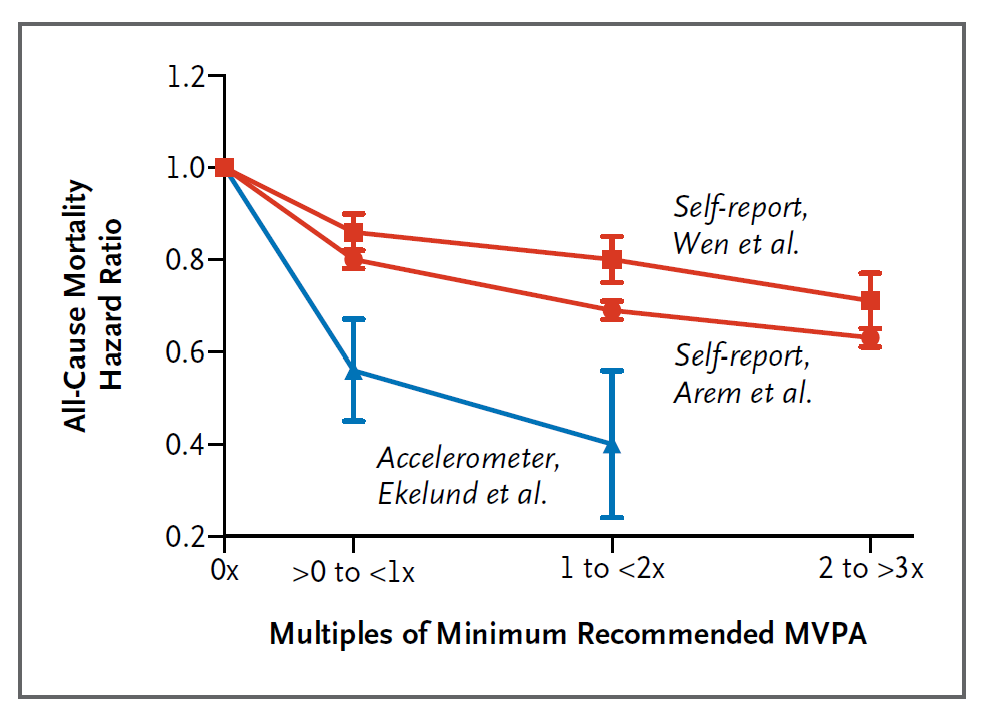 All-Cause Mortality
Hazard Ratio
1.2
1.0
0.8
0.6
0.4
0.2
Self-report,
Wen et al.
Self-report,
Arem et al.
Accelerometer,
Ekelund et al.
0x
>0 to <1x
1 to <2x
2 to >3x
Multiples of Minimum Recommended MVPA